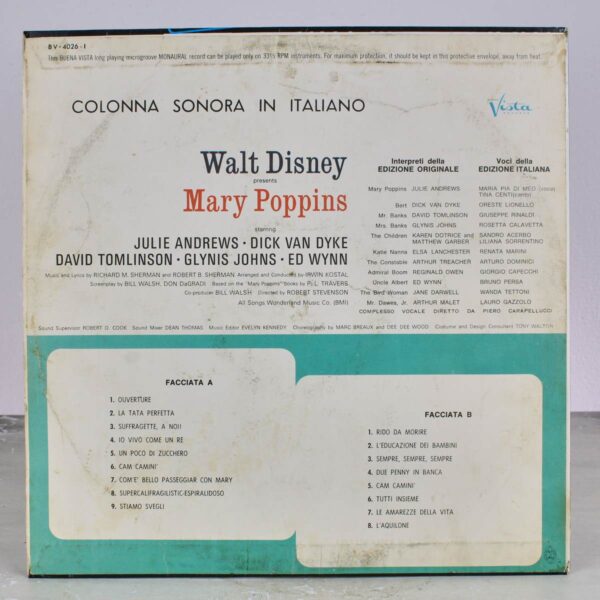 BV-4026-I
This BUENA VISTA long playing microgroove MONAURAL record can be played only on 33⅓ RPM instruments. For maximum protection, it should be kept in this protective envelope, away from heat.
COLONNA SONORA IN ITALIANO
Vista
Walt Disney
presents
Mary Poppins
starring
JULIE ANDREWS · DICK VAN DYKE
DAVID TOMLINSON · GLYNIS JOHNS · ED WYNN
Music and Lyrics by RICHARD M. SHERMAN and ROBERT B. SHERMAN Arranged and Conducted by IRWIN KOSTAL
Screenplay by BILL WALSH, DON DaGRADI Based on the "Mary Poppins" books by P.L. TRAVERS
Co-producer BILL WALSH Directed by ROBERT STEVENSON
All Songs Wonderland Music Co. (BMI)
Interpreti della Voci della
EDIZIONE ORIGINALE EDIZIONE ITALIANA
Mary Poppins JULIE ANDREWS MARIA PIA DI MEO (voce)
TINA CENTI (canto)
Bert DICK VAN DYKE ORESTE LIONELLO
Mr. Banks DAVID TOMLINSON GIUSEPPE RINALDI
Mrs. Banks GLYNIS JOHNS ROSETTA CALAVETTA
The Children KAREN DOTRICE and SANDRO ACERBO
MATTHEW GARBER LILIANA SORRENTINO
Katie Nanna ELSA LANCHESTER RENATA MARINI
The Constable ARTHUR TREACHER ARTURO DOMINICI
Admiral Boom REGINALD OWEN GIORGIO CAPECCHI
Uncle Albert ED WYNN BRUNO PERSA
The Bird Woman JANE DARWELL WANDA TETTONI
Mr. Dawes, Jr. ARTHUR MALET LAURO GAZZOLO
COMPLESSO VOCALE DIRETTO DA PIERO CARAPELLUCCI
Sound Supervisor ROBERT O. COOK Sound Mixer DEAN THOMAS Music Editor EVELYN KENNEDY Choreography by MARC BREAUX and DEE DEE WOOD Costume and Design Consultant TONY WALTON
FACCIATA A
1. OUVERTURE
2. LA TATA PERFETTA
3. SUFFRAGETTE, A NOI!
4. IO VIVO COME UN RE
5. UN POCO DI ZUCCHERO
6. CAM CAMINI'
7. COM'E' BELLO PASSEGGIAR CON MARY
8. SUPERCALIFRAGILISTIC-ESPIRALIDOSO
9. STIAMO SVEGLI
FACCIATA B
1. RIDO DA MORIRE
2. L'EDUCAZIONE DEI BAMBINI
3. SEMPRE, SEMPRE, SEMPRE
4. DUE PENNY IN BANCA
5. CAM CAMINI'
6. TUTTI INSIEME
7. LE AMAREZZE DELLA VITA
8. L'AQUILONE